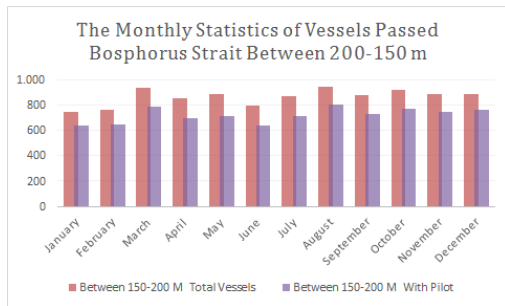 The Monthly Statistics of Vessels Passed
Bosphorus Strait Between 200-150 m
1.000
800
600
400
200
0
January
February
March
April
May
June
July
August
September
October
November
December
Between 150-200 M Total Vessels
Between 150-200 M With Pilot